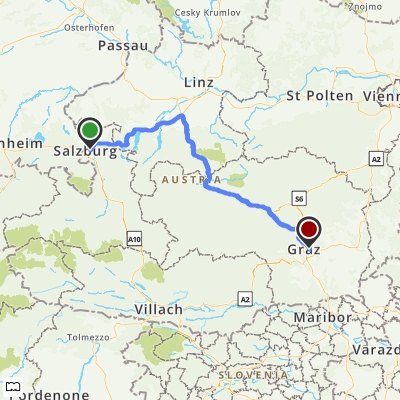 Osterhofen
Cesky Krumlov
Znojmo
Passau
Linz
St Polten
Vienn
nheim
Salzburg
A2
AUSTRIA
S6
A10
Graz
A2
Villach
Maribor
Tolmezzo
Varazd
SLOVENIA
Pordenone